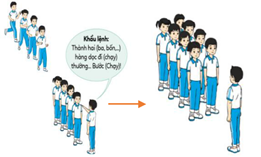 Khẩu lệnh:
Thành hai (ba, bốn,...)
hàng dọc đi (chạy)
thường... Bước (Chạy)!